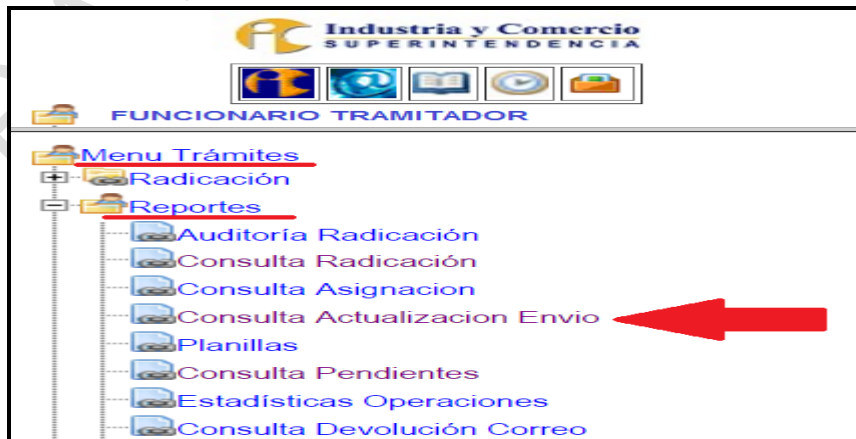 Industria y Comercio
SUPERINTENDENCIA
FUNCIONARIO TRAMITADOR
Menu Trámites
Radicación
Reportes
Auditoría Radicación
Consulta Radicación
Consulta Asignacion
Consulta Actualizacion Envio
Planillas
Consulta Pendientes
Estadísticas Operaciones
Consulta Devolución Correo